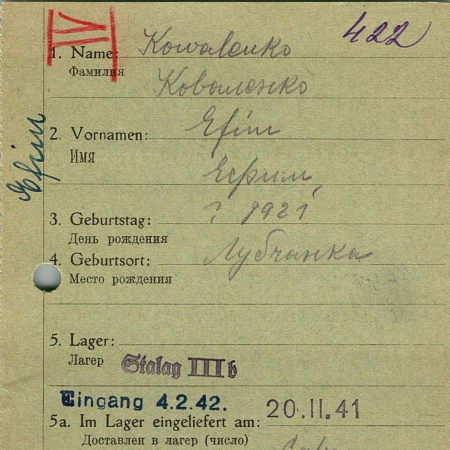 IV
422
1. Name: Kowalenko
Фамилия Коваленко
Efim
2. Vornamen: Efim
Имя Ефим
3. Geburtstag: ? 1921
День рождения
4. Geburtsort: Лубчанка
Место рождения
5. Lager:
Лагер Stalag III b
Eingang 4.2.42. 20.11.41
5a. Im Lager eingeliefert am:
Доставлен в лагер (число)